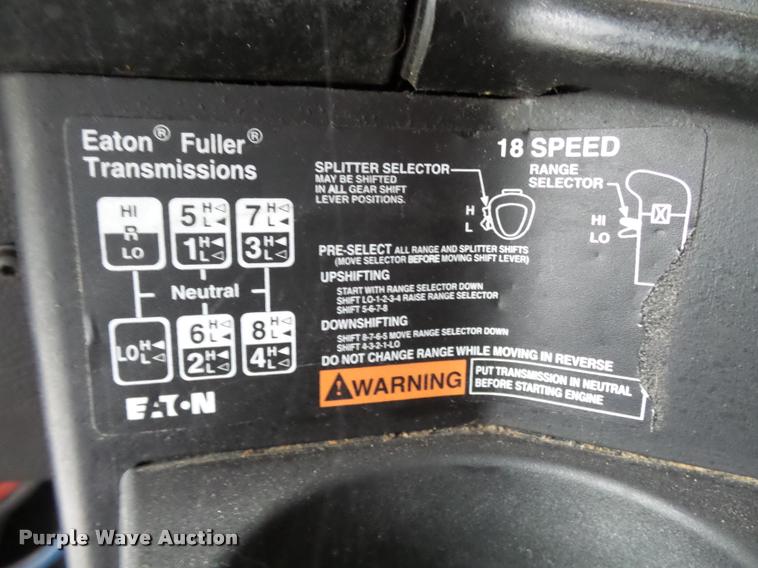 Eaton® Fuller®
Transmissions
18 SPEED
SPLITTER SELECTOR
MAY BE SHIFTED
IN ALL GEAR SHIFT
LEVER POSITIONS.
H
L
RANGE
SELECTOR
HI
LO
HI
R
LO
5 H L
1 H L
7 H L
3 H L
Neutral
LO H L
6 H L
2 H L
8 H L
4 H L
EATON
PRE-SELECT ALL RANGE AND SPLITTER SHIFTS
(MOVE SELECTOR BEFORE MOVING SHIFT LEVER)
UPSHIFTING
START WITH RANGE SELECTOR DOWN
SHIFT LO-1-2-3-4 RAISE RANGE SELECTOR
SHIFT 5-6-7-8
DOWNSHIFTING
SHIFT 8-7-6-5 MOVE RANGE SELECTOR DOWN
SHIFT 4-3-2-1-LO
DO NOT CHANGE RANGE WHILE MOVING IN REVERSE
WARNING
PUT TRANSMISSION IN NEUTRAL
BEFORE STARTING ENGINE
Purple Wave Auction